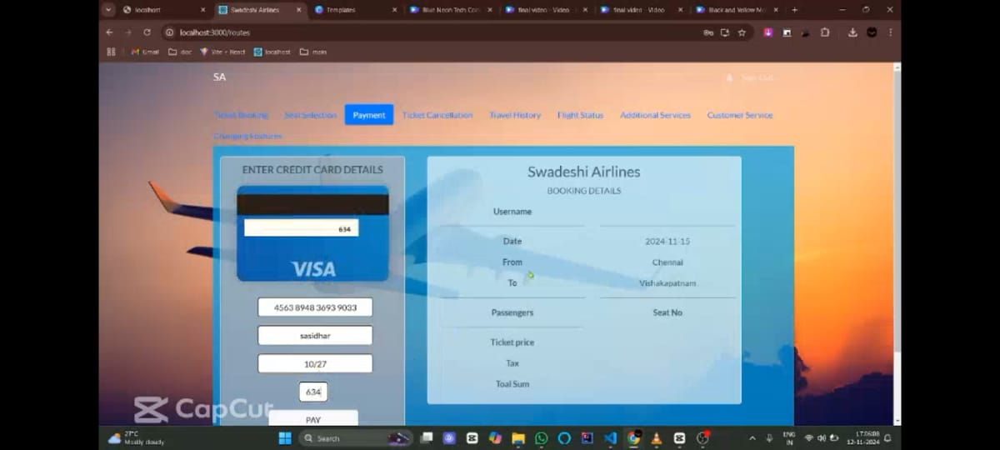 localhost
Swadeshi Airlines
Templates
Blue Neon Tech Con
final video - Video
final video - Video
Black and Yellow Mo
localhost:3000/routes
Gmail
doc
Vite + React
localhost
main
SA
Sign Out
Ticket Booking
Seat Selection
Payment
Ticket Cancellation
Travel History
Flight Status
Additional Services
Customer Service
Changing Features
ENTER CREDIT CARD DETAILS
634
VISA
4563 8948 3693 9033
sasidhar
10/27
634
PAY
Swadeshi Airlines
BOOKING DETAILS
Username
Date 2024-11-15
From Chennai
To Vishakapatnam
Passengers Seat No
Ticket price
Tax
Toal Sum
CapCut
27°C
Mostly cloudy
Search
ENG
IN
17:06:08
12-11-2024